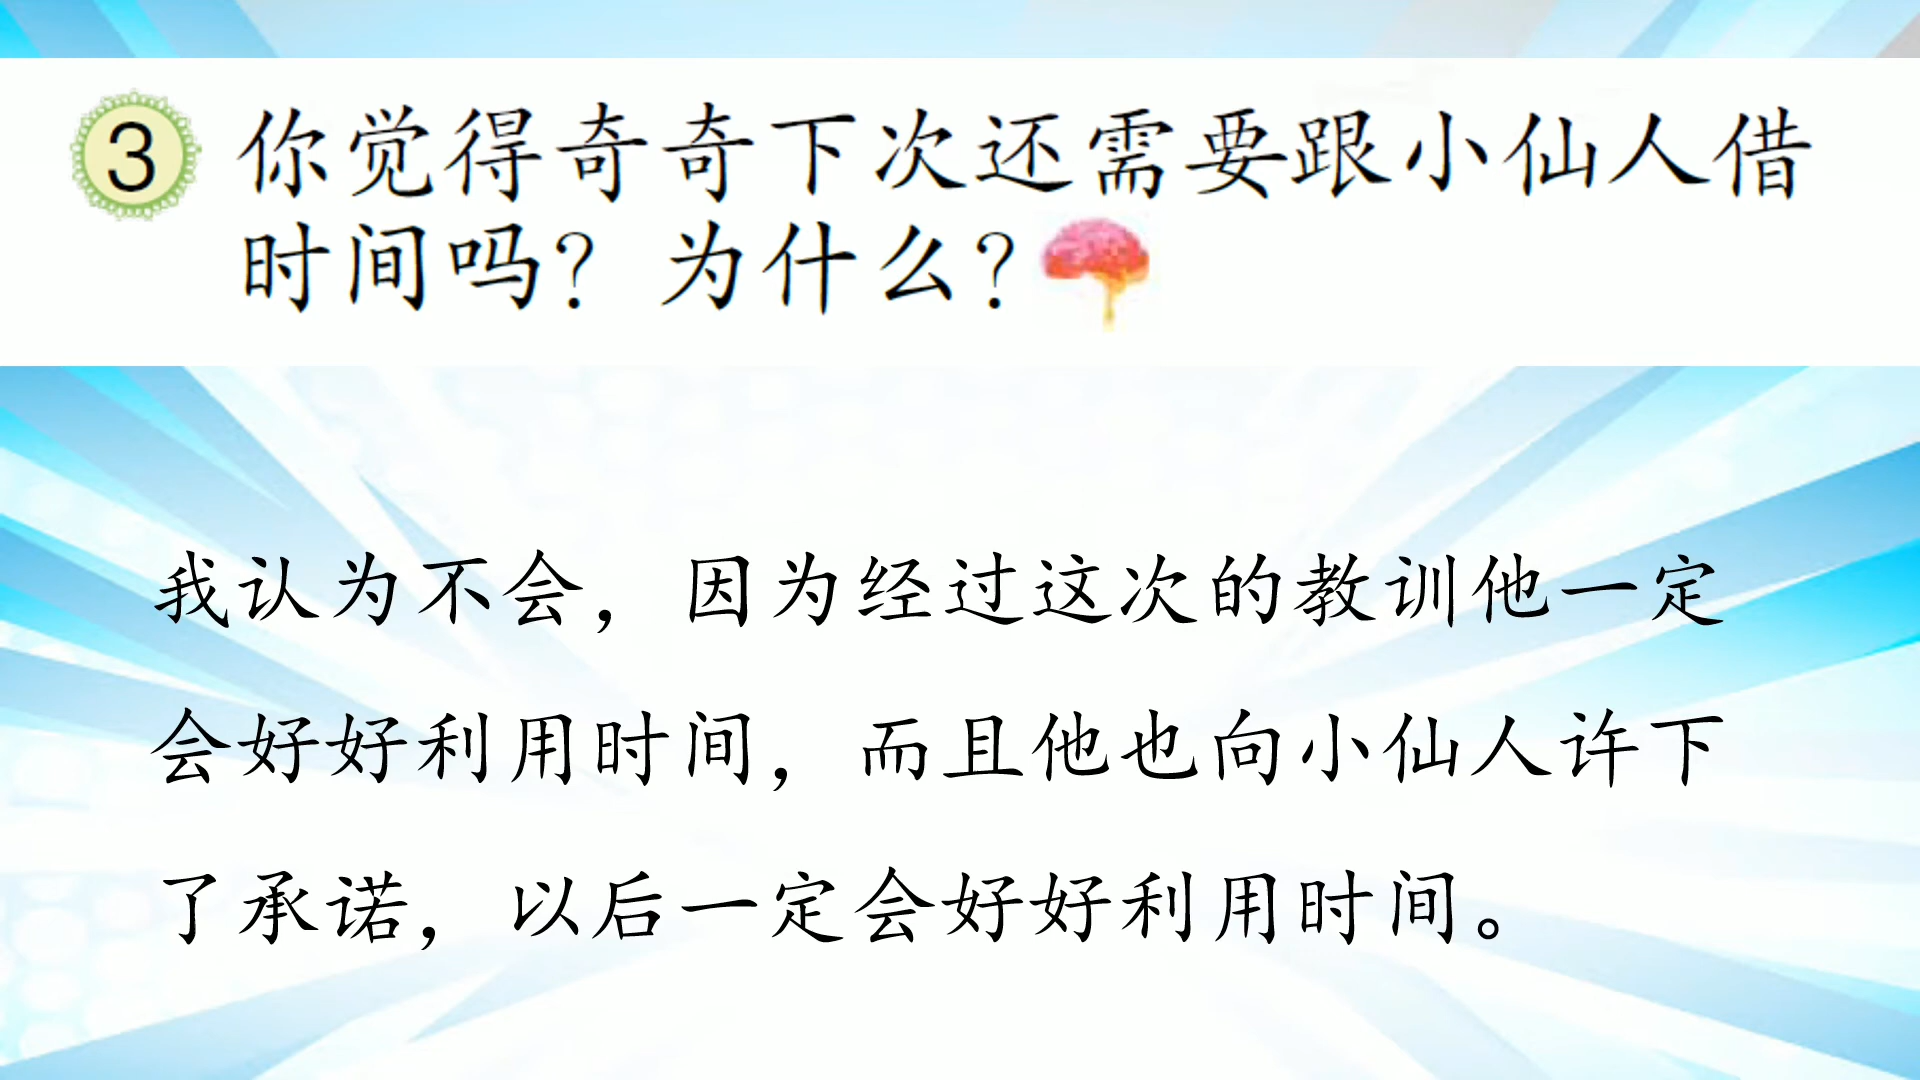 3 你觉得奇奇下次还需要跟小仙人借
时间吗？为什么？
我认为不会，因为经过这次的教训他一定
会好好利用时间，而且他也向小仙人许下
了承诺，以后一定会好好利用时间。